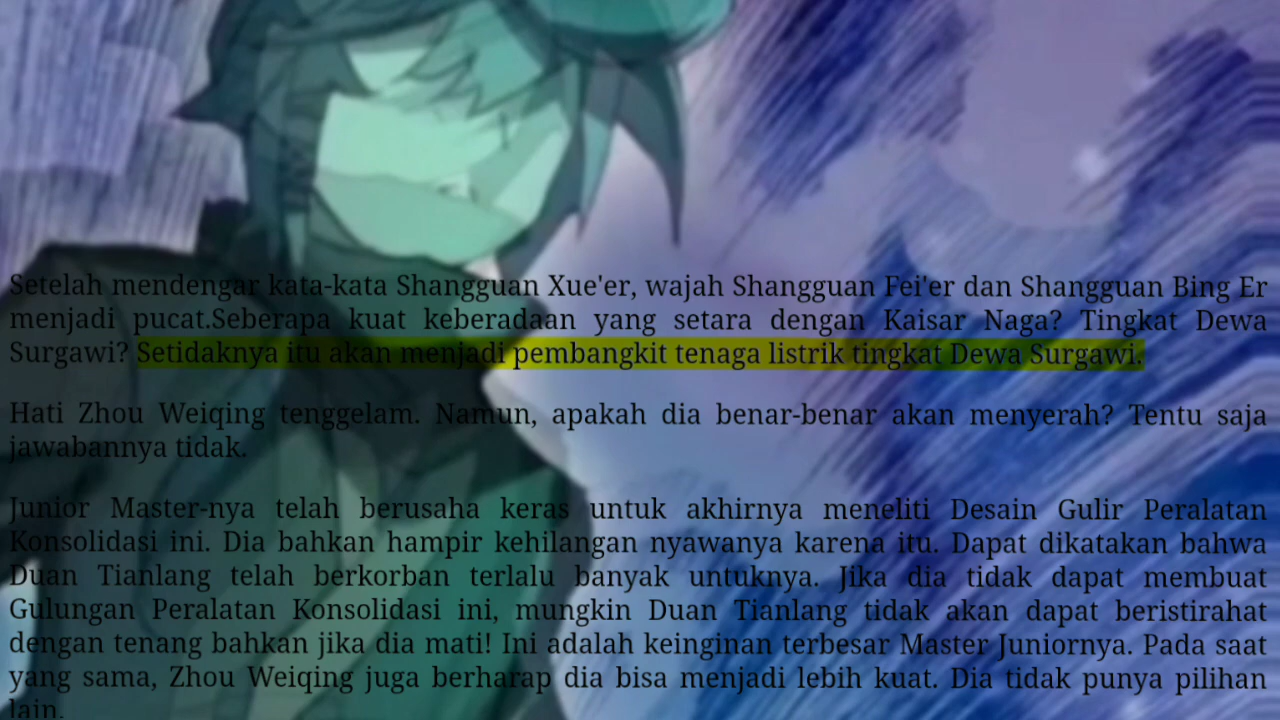 Setelah mendengar kata-kata Shangguan Xue'er, wajah Shangguan Fei'er dan Shangguan Bing Er
menjadi pucat.Seberapa kuat keberadaan yang setara dengan Kaisar Naga? Tingkat Dewa
Surgawi? Setidaknya itu akan menjadi pembangkit tenaga listrik tingkat Dewa Surgawi.
Hati Zhou Weiqing tenggelam. Namun, apakah dia benar-benar akan menyerah? Tentu saja
jawabannya tidak.
Junior Master-nya telah berusaha keras untuk akhirnya meneliti Desain Gulir Peralatan
Konsolidasi ini. Dia bahkan hampir kehilangan nyawanya karena itu. Dapat dikatakan bahwa
Duan Tianlang telah berkorban terlalu banyak untuknya. Jika dia tidak dapat membuat
Gulungan Peralatan Konsolidasi ini, mungkin Duan Tianlang tidak akan dapat beristirahat
dengan tenang bahkan jika dia mati! Ini adalah keinginan terbesar Master Juniornya. Pada saat
yang sama, Zhou Weiqing juga berharap dia bisa menjadi lebih kuat. Dia tidak punya pilihan
lain.